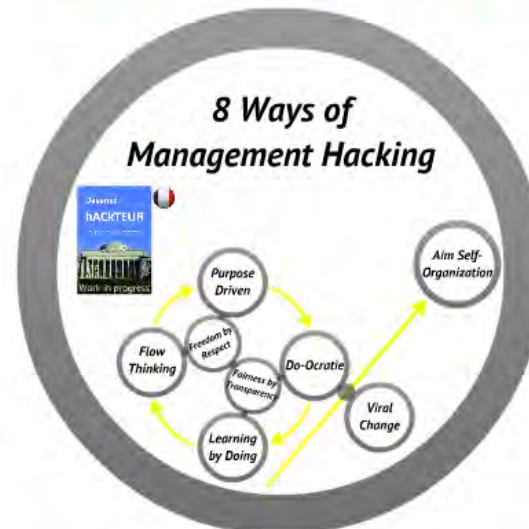 8 Ways of
Management Hacking
Devenez
hACkTEUR
Work in progress
Aim Self-
Organization
Purpose
Driven
Freedom by
Respect
Flow
Thinking
Fairness by
Transparency
Do-Ocratie
Viral
Change
Learning
by Doing